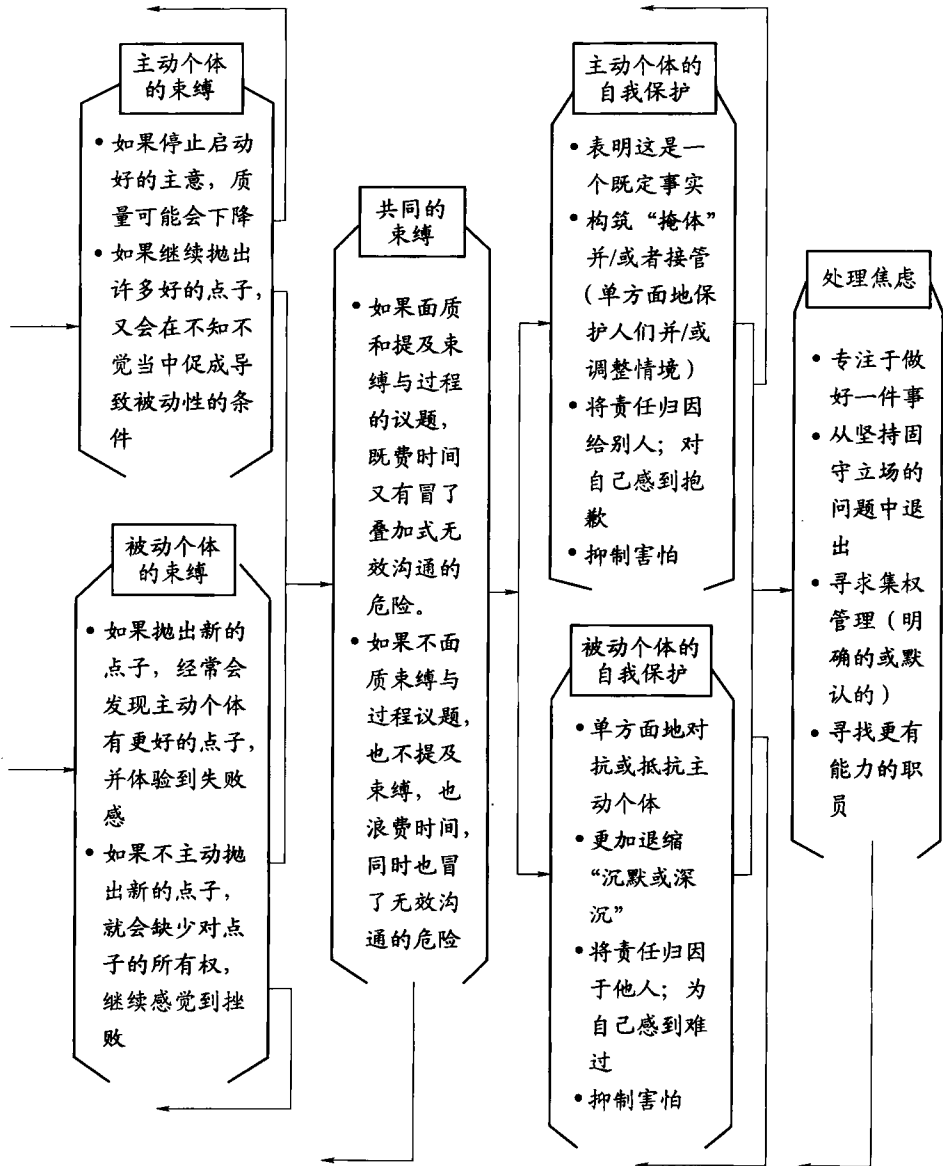 主动个体
的束缚
• 如果停止启动
好的主意，质
量可能会下降
• 如果继续抛出
许多好的点子，
又会在不知不
觉当中促成导
致被动性的条
件
被动个体
的束缚
• 如果抛出新的
点子，经常会
发现主动个体
有更好的点子，
并体验到失败
感
• 如果不主动抛
出新的点子，
就会缺少对点
子的所有权，
继续感觉到挫
败
共同的
束缚
• 如果面质
和提及束
缚与过程
的议题，
既费时间
又有冒了
叠加式无
效沟通的
危险。
• 如果不面
质束缚与
过程议题，
也不提及
束缚，也
浪费时间，
同时也冒
了无效沟
通的危险
主动个体的
自我保护
• 表明这是一
个既定事实
• 构筑“掩体”
并/或者接管
（单方面地保
护人们并/或
调整情境）
• 将责任归因
给别人；对
自己感到抱
歉
• 抑制害怕
被动个体的
自我保护
• 单方面地对
抗或抵抗主
动个体
• 更加退缩
“沉默或深
沉”
• 将责任归因
于他人；为
自己感到难
过
• 抑制害怕
处理焦虑
• 专注于做
好一件事
• 从坚持固
守立场的
问题中退
出
• 寻求集权
管理（明
确的或默
认的）
• 寻找更有
能力的职
员